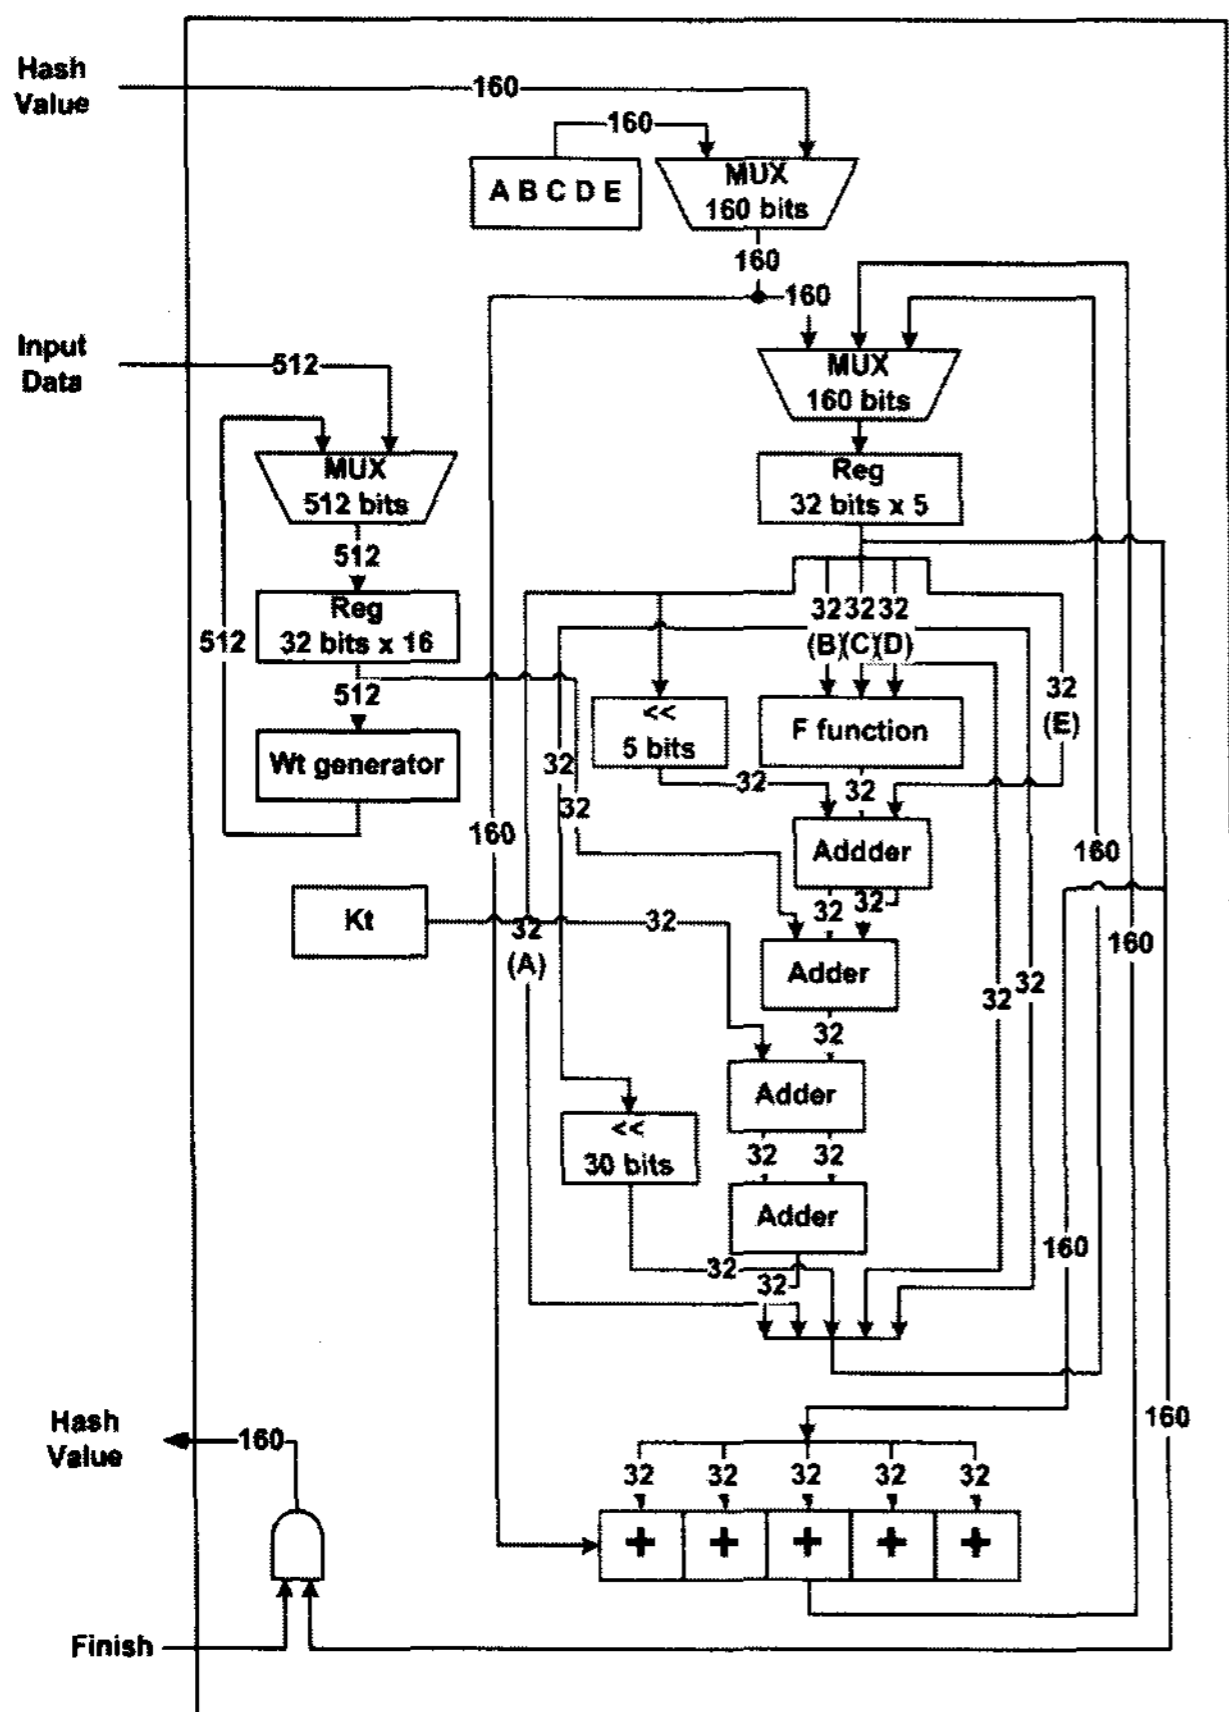 Hash
Value
160
160
A B C D E
MUX
160 bits
160
160
Input
Data
512
MUX
160 bits
MUX
512 bits
Reg
32 bits x 5
512
Reg
32 bits x 16
512
32
32
32
(B)
(C)
(D)
32
(E)
512
<<
5 bits
F function
Wt generator
32
32
32
32
160
Addder
160
32
32
Kt
32
32
(A)
Adder
160
32
32
32
Adder
<<
30 bits
32
32
Adder
160
32
32
160
Hash
Value
160
32
32
32
32
32
+
+
+
+
+
Finish